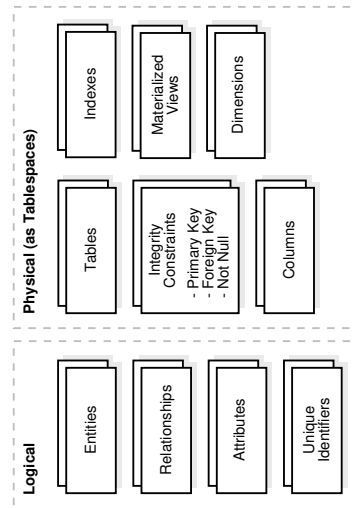 Logical
Entities
Relationships
Attributes
Unique
Identifiers
Physical (as Tablespaces)
Tables
Integrity
Constraints
- Primary Key
- Foreign Key
- Not Null
Columns
Indexes
Materialized
Views
Dimensions